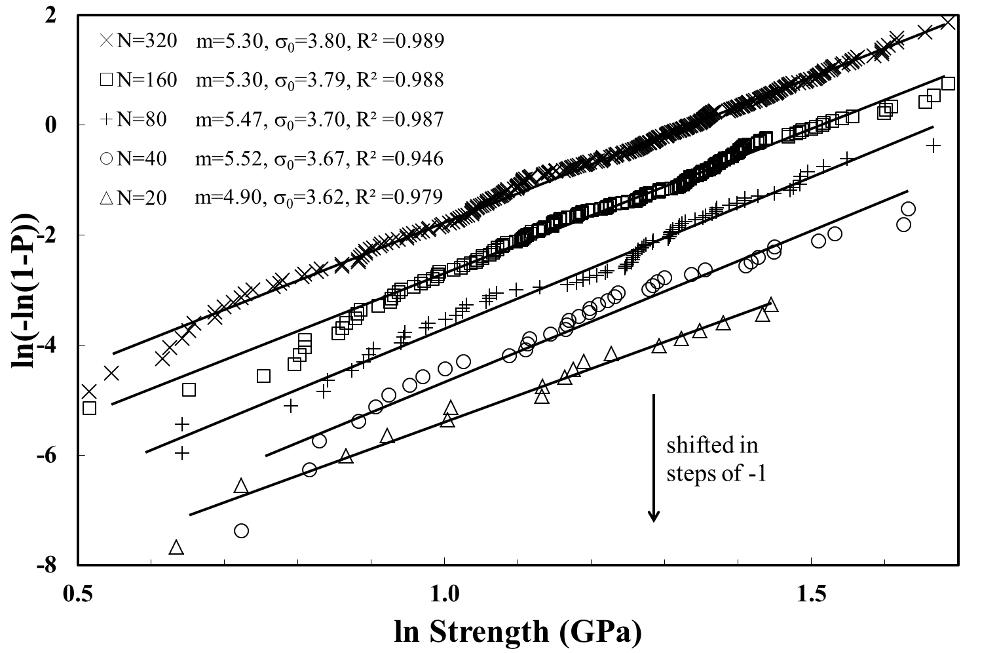 2
0
-2
-4
-6
-8
ln(-ln(1-P))
N=320 m=5.30, σ0=3.80, R² =0.989
N=160 m=5.30, σ0=3.79, R² =0.988
N=80 m=5.47, σ0=3.70, R² =0.987
N=40 m=5.52, σ0=3.67, R² =0.946
N=20 m=4.90, σ0=3.62, R² =0.979
shifted in
steps of -1
0.5 1.0 1.5
ln Strength (GPa)